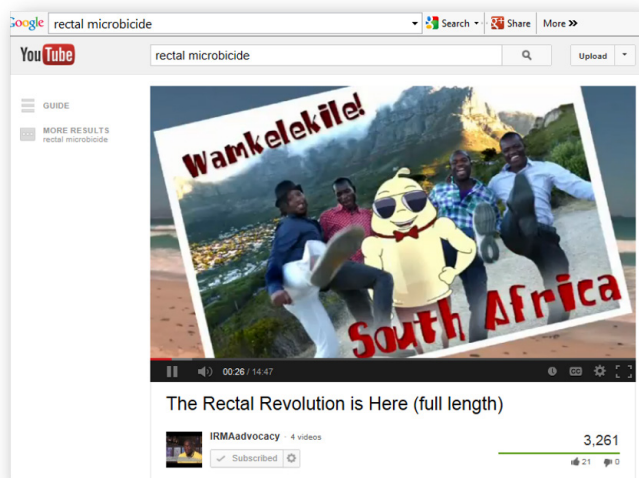 Google rectal microbicide Search Share More »
YouTube rectal microbicide Upload
GUIDE
MORE RESULTS
rectal microbicide
Wamkelekile!
South Africa
00:26 / 14:47 CC
The Rectal Revolution is Here (full length)
IRMAadvocacy · 4 videos
Subscribed
3,261
21 0